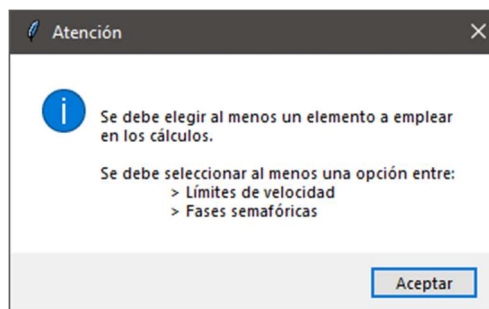 Atención
Se debe elegir al menos un elemento a emplear
en los cálculos.
Se debe seleccionar al menos una opción entre:
> Límites de velocidad
> Fases semafóricas
Aceptar